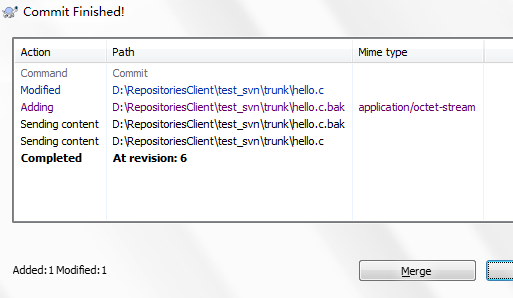 Commit Finished!
Action Path Mime type
Command Commit
Modified D:\RepositoriesClient\test_svn\trunk\hello.c
Adding D:\RepositoriesClient\test_svn\trunk\hello.c.bak application/octet-stream
Sending content D:\RepositoriesClient\test_svn\trunk\hello.c.bak
Sending content D:\RepositoriesClient\test_svn\trunk\hello.c
Completed At revision: 6
Added:1 Modified:1 Merge